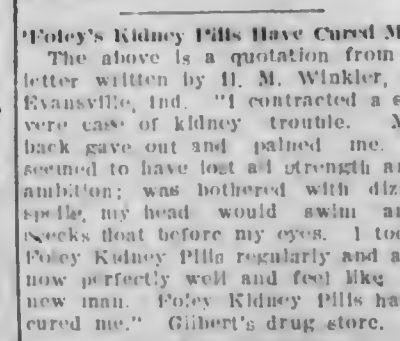 "Foley's Kidney Pills Have Cured M
The above is a quotation from
letter written by H. M. Winkler,
Evansville, Ind. "I contracted a s
vere case of kidney trouble. M
back gave out and pained me.
seemed to have lost all strength an
ambition; was bothered with diz
spells, my head would swim an
specks float before my eyes. I too
Foley Kidney Pills regularly and a
now perfectly well and feel like
new man. Foley Kidney Pills ha
cured me." Gilbert's drug store.